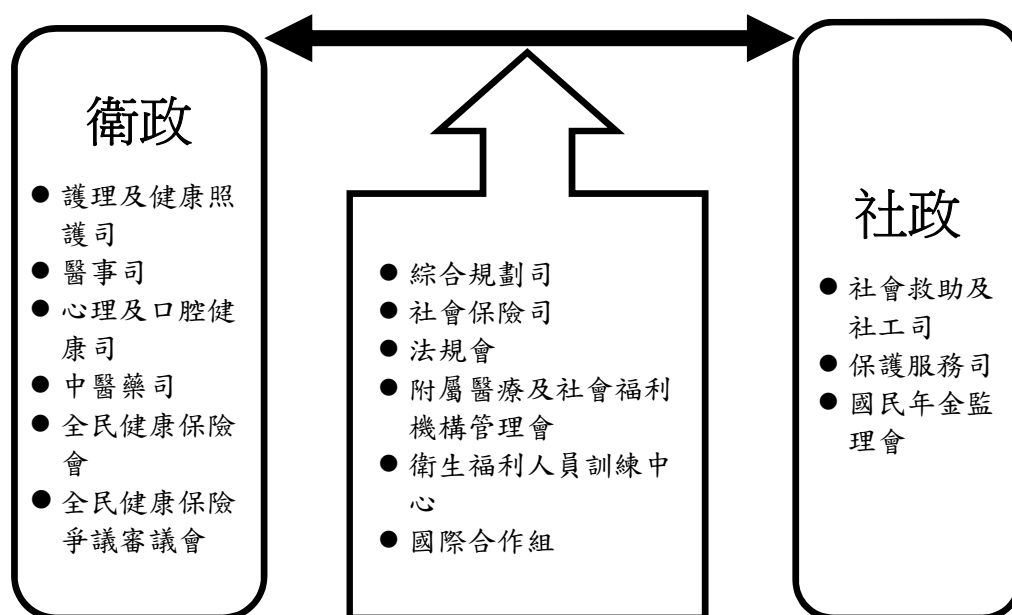 衛政
● 護理及健康照
護司
● 醫事司
● 心理及口腔健
康司
● 中醫藥司
● 全民健康保險
會
● 全民健康保險
爭議審議會
● 綜合規劃司
● 社會保險司
● 法規會
● 附屬醫療及社會福利
機構管理會
● 衛生福利人員訓練中
心
● 國際合作組
社政
● 社會救助及
社工司
● 保護服務司
● 國民年金監
理會